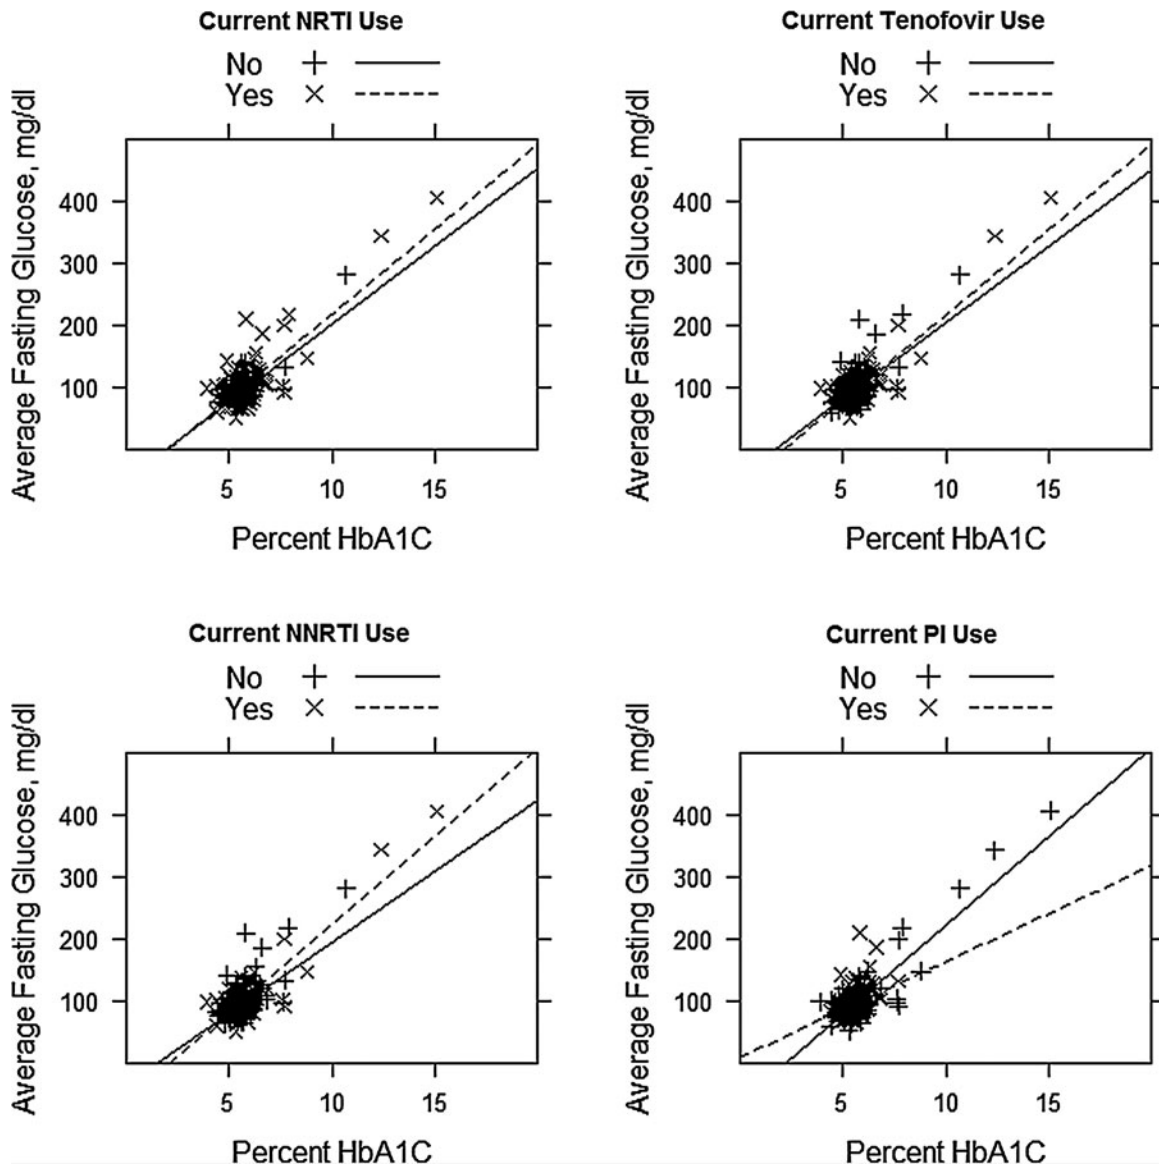 Current NRTI Use
No
Yes
Average Fasting Glucose, mg/dl
400
300
200
100
5 10 15
Percent HbA1C
Current Tenofovir Use
No
Yes
Average Fasting Glucose, mg/dl
400
300
200
100
5 10 15
Percent HbA1C
Current NNRTI Use
No
Yes
Average Fasting Glucose, mg/dl
400
300
200
100
5 10 15
Percent HbA1C
Current PI Use
No
Yes
Average Fasting Glucose, mg/dl
400
300
200
100
5 10 15
Percent HbA1C